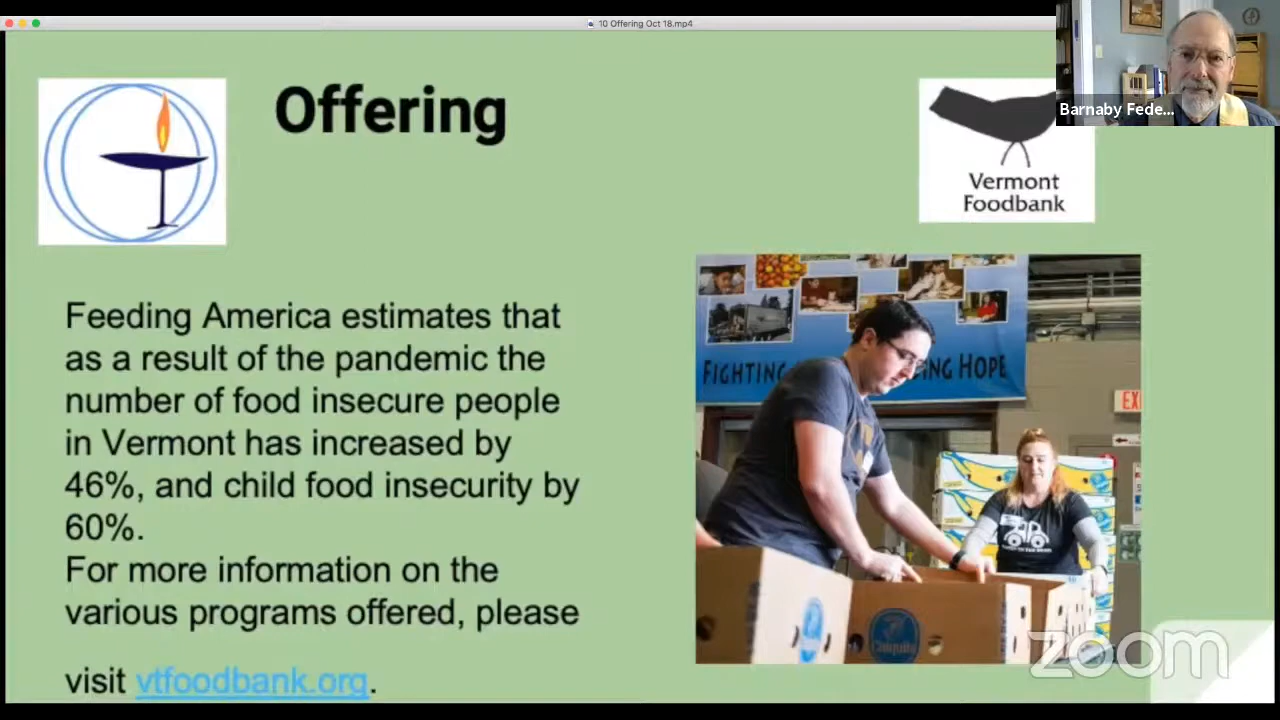 10 Offering Oct 18.mp4
Barnaby Fede...
Offering
Vermont
Foodbank
Feeding America estimates that
as a result of the pandemic the
number of food insecure people
in Vermont has increased by
46%, and child food insecurity by
60%.
For more information on the
various programs offered, please
visit vtfoodbank.org.
FIGHTING
HOPE
EXI
Chiquita
zoom